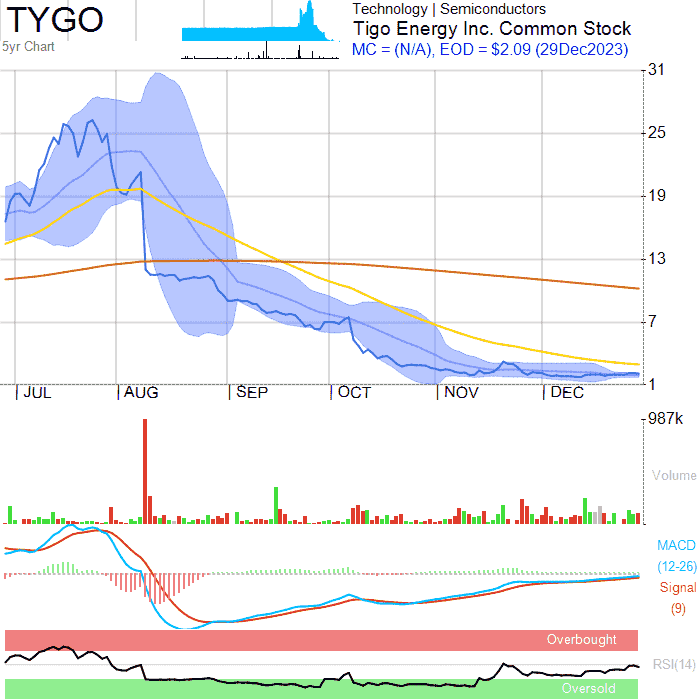 TYGO
5yr Chart
Technology | Semiconductors
Tigo Energy Inc. Common Stock
MC = (N/A), EOD = $2.09 (29Dec2023)
31
25
19
13
7
1
JUL AUG SEP OCT NOV DEC
987k
Volume
MACD
(12-26)
Signal
(9)
Overbought
RSI(14)
Oversold